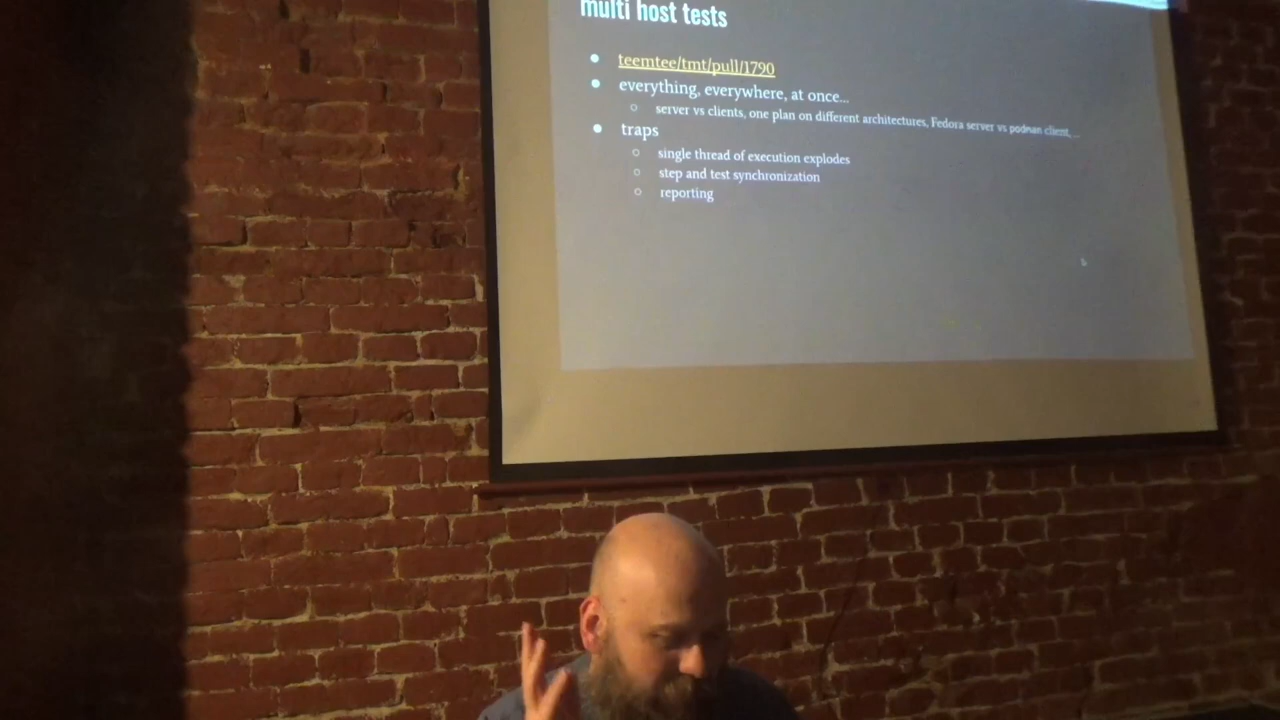 multi host tests
teemtee/tmt/pull/1790
everything, everywhere, at once...
server vs clients, one plan on different architectures, Fedora server vs podman client, ...
traps
single thread of execution explodes
step and test synchronization
reporting